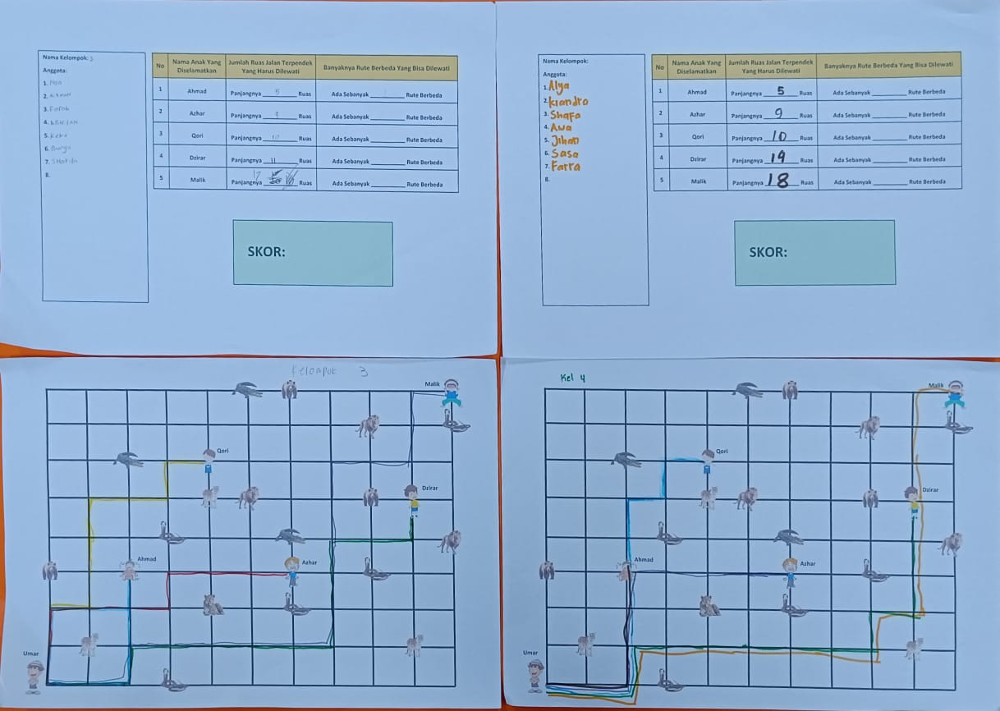 Nama Kelompok: 3
Anggota:
1. Nga
2.
3. Farah
4.
5. Keke
6. Bunga
7.
8.
No Nama Anak Yang Diselamatkan Jumlah Ruas Jalan Terpendek Yang Harus Dilewati Banyaknya Rute Berbeda Yang Bisa Dilewati
1 Ahmad Panjangnya 5 Ruas Ada Sebanyak Rute Berbeda
2 Azhar Panjangnya 9 Ruas Ada Sebanyak Rute Berbeda
3 Qori Panjangnya 10 Ruas Ada Sebanyak Rute Berbeda
4 Dzirar Panjangnya 11 Ruas Ada Sebanyak Rute Berbeda
5 Malik Panjangnya 17 Ruas Ada Sebanyak Rute Berbeda
SKOR:
Nama Kelompok:
Anggota:
1. Alya
2. kiandro
3. Shaqfa
4. Awa
5. Jihan
6. Sasa
7. Farra
8.
No Nama Anak Yang Diselamatkan Jumlah Ruas Jalan Terpendek Yang Harus Dilewati Banyaknya Rute Berbeda Yang Bisa Dilewati
1 Ahmad Panjangnya 5 Ruas Ada Sebanyak Rute Berbeda
2 Azhar Panjangnya 9 Ruas Ada Sebanyak Rute Berbeda
3 Qori Panjangnya 10 Ruas Ada Sebanyak Rute Berbeda
4 Dzirar Panjangnya 19 Ruas Ada Sebanyak Rute Berbeda
5 Malik Panjangnya 18 Ruas Ada Sebanyak Rute Berbeda
SKOR:
Kelompok 3
Malik
Qori
Dzirar
Ahmad
Azhar
Umar
Kel 4
Malik
Qori
Dzirar
Ahmad
Azhar
Umar